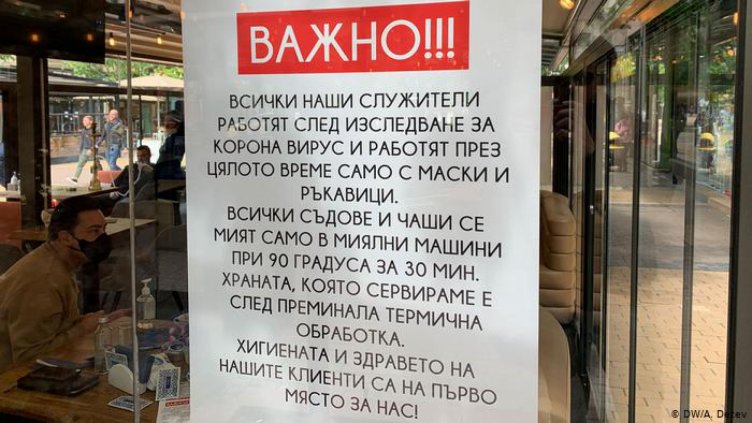 ВАЖНО!!!
ВСИЧКИ НАШИ СЛУЖИТЕЛИ
РАБОТЯТ СЛЕД ИЗСЛЕДВАНЕ ЗА
КОРОНА ВИРУС И РАБОТЯТ ПРЕЗ
ЦЯЛОТО ВРЕМЕ САМО С МАСКИ И
РЪКАВИЦИ.
ВСИЧКИ СЪДОВЕ И ЧАШИ СЕ
МИЯТ САМО В МИЯЛНИ МАШИНИ
ПРИ 90 ГРАДУСА ЗА 30 МИН.
ХРАНАТА, КОЯТО СЕРВИРАМЕ Е
СЛЕД ПРЕМИНАЛА ТЕРМИЧНА
ОБРАБОТКА.
ХИГИЕНАТА И ЗДРАВЕТО НА
НАШИТЕ КЛИЕНТИ СА НА ПЪРВО
МЯСТО ЗА НАС!
© DW/A. Detev